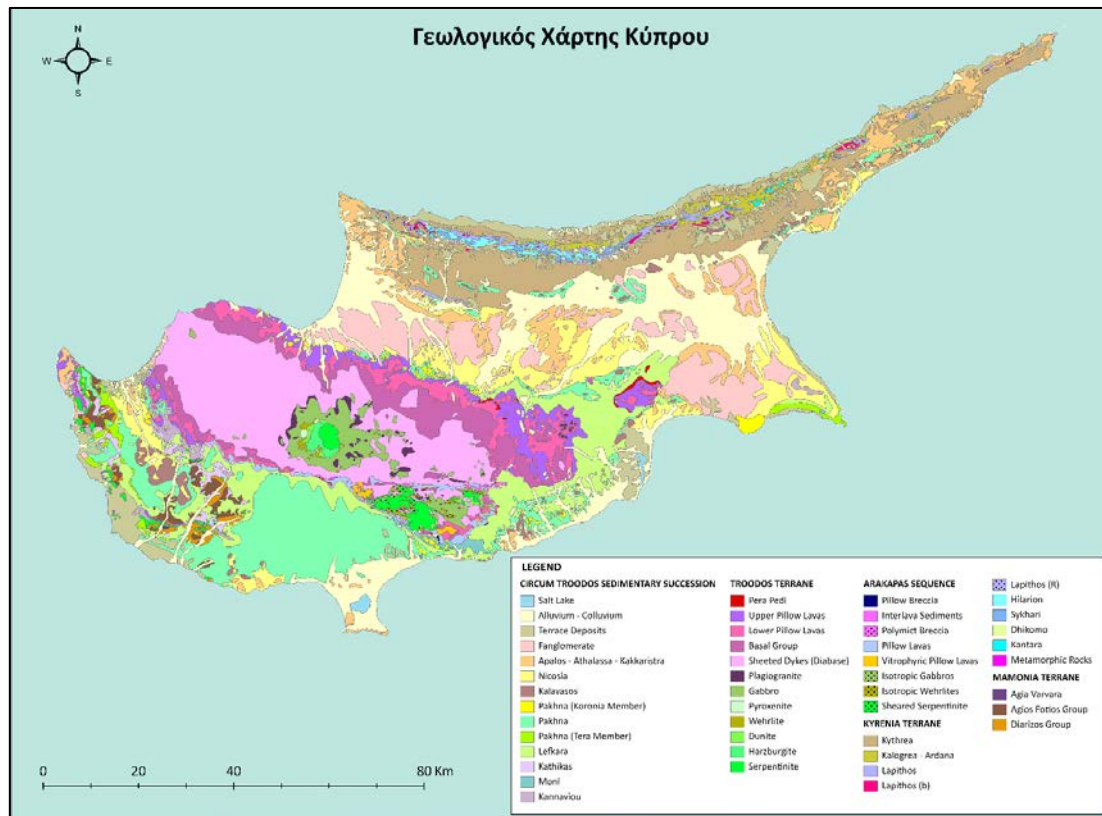 Γεωλογικός Χάρτης Κύπρου
N
W E
S
0 20 40 60 80 Km
LEGEND
CIRCUM TROODOS SEDIMENTARY SUCCESSION
Salt Lake
Alluvium - Colluvium
Terrace Deposits
Fanglomerate
Apalos - Athalassa - Kakkaristra
Nicosia
Kalavasos
Pakhna (Koronia Member)
Pakhna
Pakhna (Tera Member)
Lefkara
Kathikas
Moni
Kannaviou
TROODOS TERRANE
Pera Pedi
Upper Pillow Lavas
Lower Pillow Lavas
Basal Group
Sheeted Dykes (Diabase)
Plagiogranite
Gabbro
Pyroxenite
Wehrlite
Dunite
Harzburgite
Serpentinite
ARAKAPAS SEQUENCE
Pillow Breccia
Interlava Sediments
Polymict Breccia
Pillow Lavas
Vitrophyric Pillow Lavas
Isotropic Gabbros
Isotropic Wehrlites
Sheared Serpentinite
KYRENIA TERRANE
Kythrea
Kalogrea - Ardana
Lapithos
Lapithos (b)
Lapithos (R)
Hilarion
Sykhari
Dhikomo
Kantara
Metamorphic Rocks
MAMONIA TERRANE
Agia Varvara
Agios Fotios Group
Diarizos Group